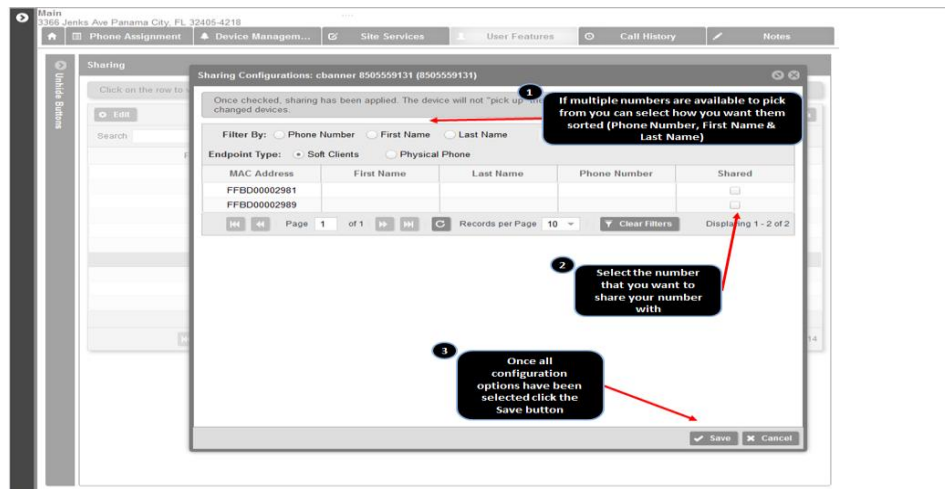 Main
3366 Jenks Ave Panama City, FL 32405-4218
Phone Assignment
Device Managem...
Site Services
User Features
Call History
Notes
Unhide Buttons
Sharing
Click on the row to
Edit
Search
Sharing Configurations: cbanner 8505559131 (8505559131)
Once checked, sharing has been applied. The device will not "pick up" the
changed devices.
1
If multiple numbers are available to pick
from you can select how you want them
sorted (Phone Number, First Name &
Last Name)
Filter By: Phone Number First Name Last Name
Endpoint Type: Soft Clients Physical Phone
MAC Address First Name Last Name Phone Number Shared
FFBD00002981
FFBD00002989
Page 1 of 1 Records per Page 10 Clear Filters Displaying 1 - 2 of 2
2
Select the number
that you want to
share your number
with
3
Once all
configuration
options have been
selected click the
Save button
14
Save Cancel